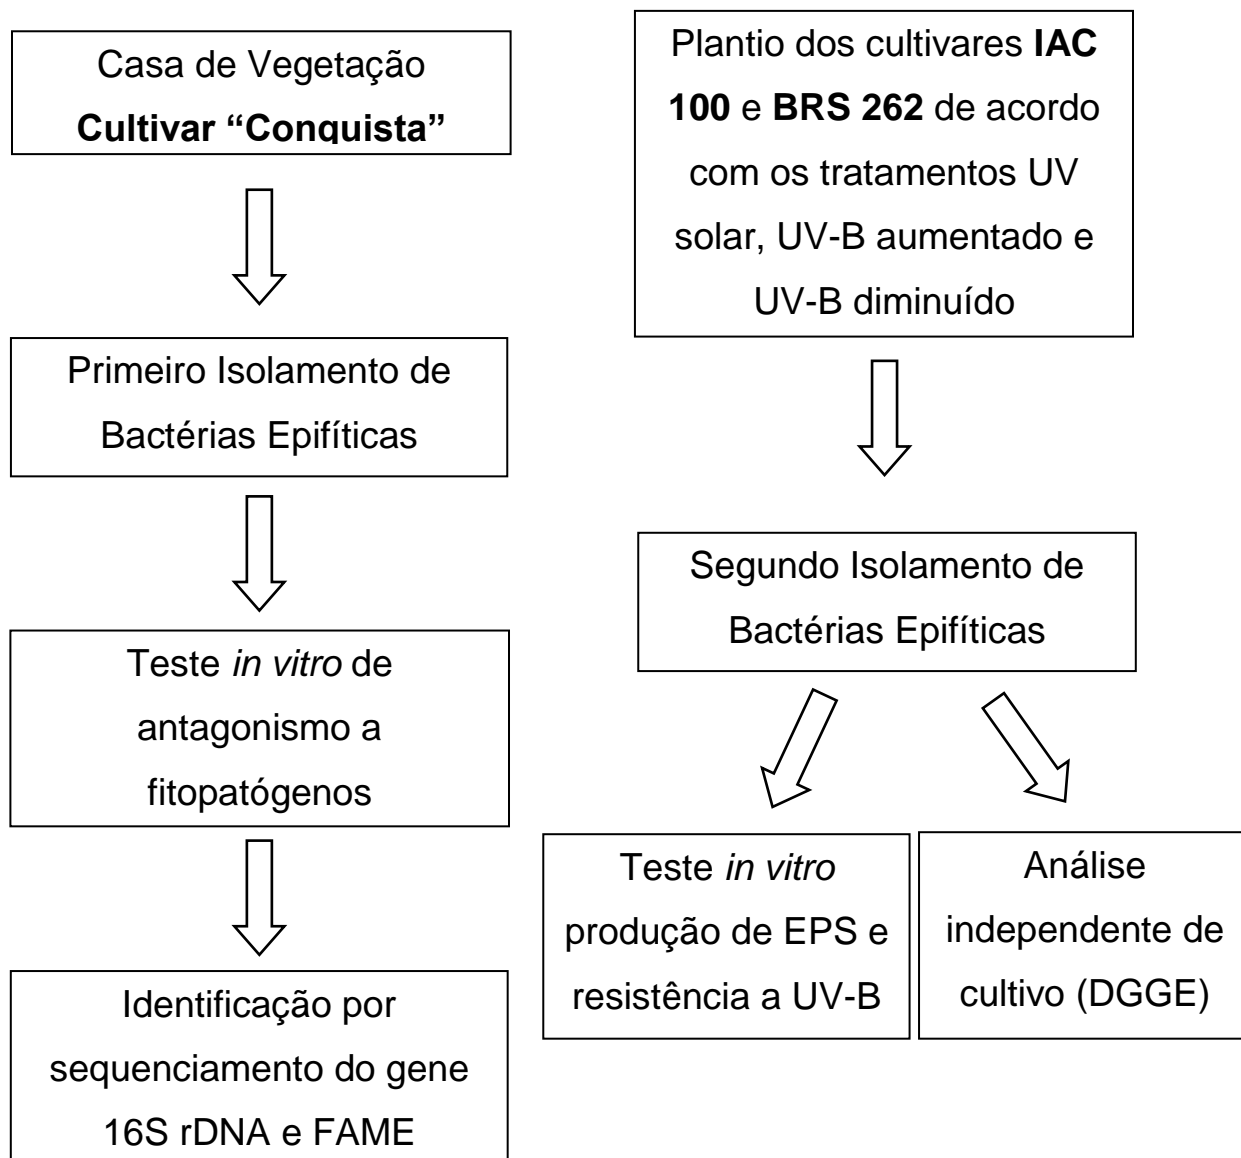 Casa de Vegetação
Cultivar “Conquista”
Primeiro Isolamento de
Bactérias Epifíticas
Teste in vitro de
antagonismo a
fitopatógenos
Identificação por
sequenciamento do gene
16S rDNA e FAME
Plantio dos cultivares IAC
100 e BRS 262 de acordo
com os tratamentos UV
solar, UV-B aumentado e
UV-B diminuído
Segundo Isolamento de
Bactérias Epifíticas
Teste in vitro
produção de EPS e
resistência a UV-B
Análise
independente de
cultivo (DGGE)